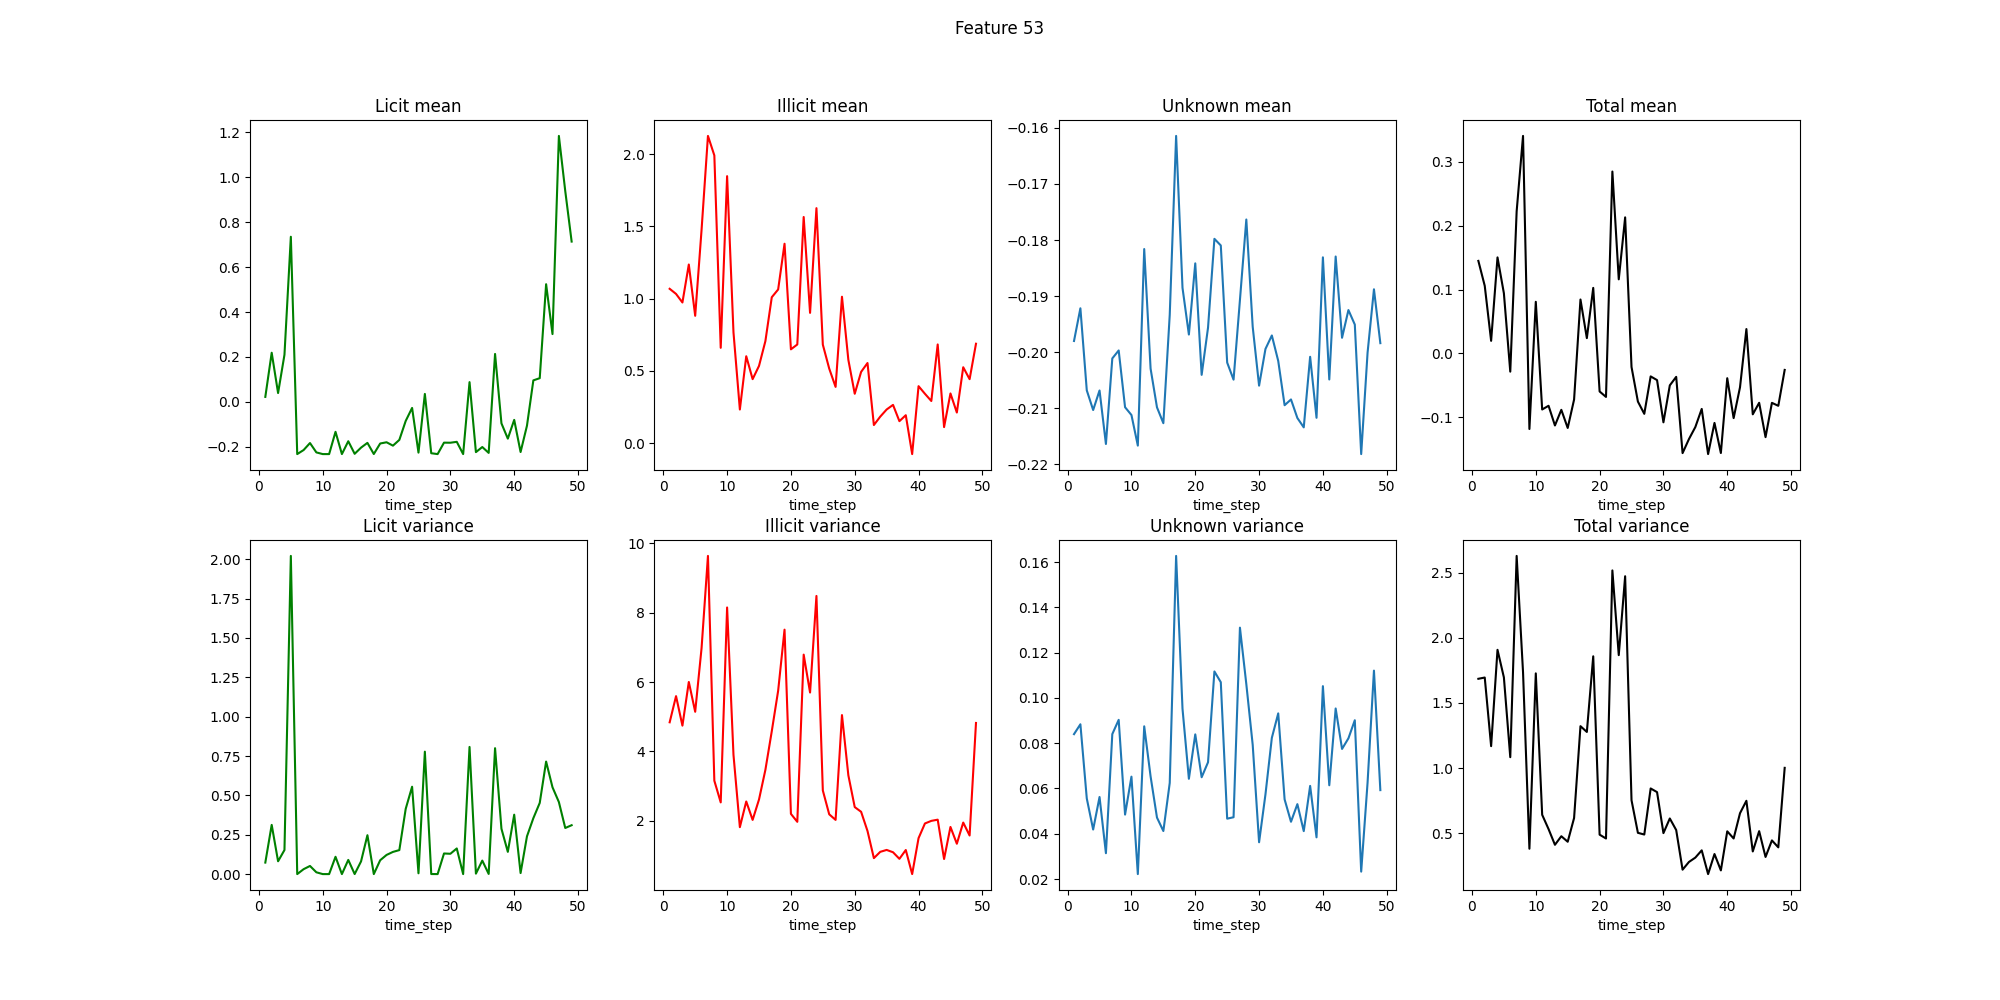 Feature 53
Licit mean
Illicit mean
Unknown mean
Total mean
1.2
1.0
0.8
0.6
0.4
0.2
0.0
−0.2
0 10 20 30 40 50
time_step
2.0
1.5
1.0
0.5
0.0
0 10 20 30 40 50
time_step
−0.16
−0.17
−0.18
−0.19
−0.20
−0.21
−0.22
0 10 20 30 40 50
time_step
0.3
0.2
0.1
0.0
−0.1
0 10 20 30 40 50
time_step
Licit variance
Illicit variance
Unknown variance
Total variance
2.00
1.75
1.50
1.25
1.00
0.75
0.50
0.25
0.00
0 10 20 30 40 50
time_step
10
8
6
4
2
0 10 20 30 40 50
time_step
0.16
0.14
0.12
0.10
0.08
0.06
0.04
0.02
0 10 20 30 40 50
time_step
2.5
2.0
1.5
1.0
0.5
0 10 20 30 40 50
time_step